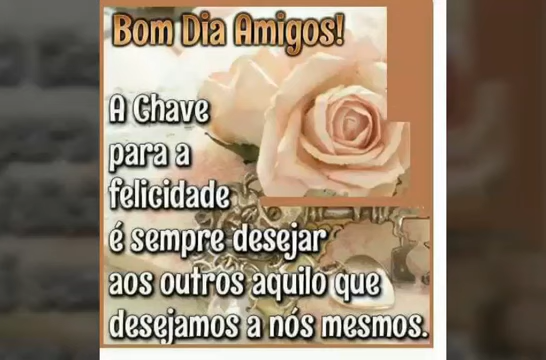 Bom Dia Amigos!
A Chave
para a
felicidade
é sempre desejar
aos outros aquilo que
desejamos a nós mesmos.